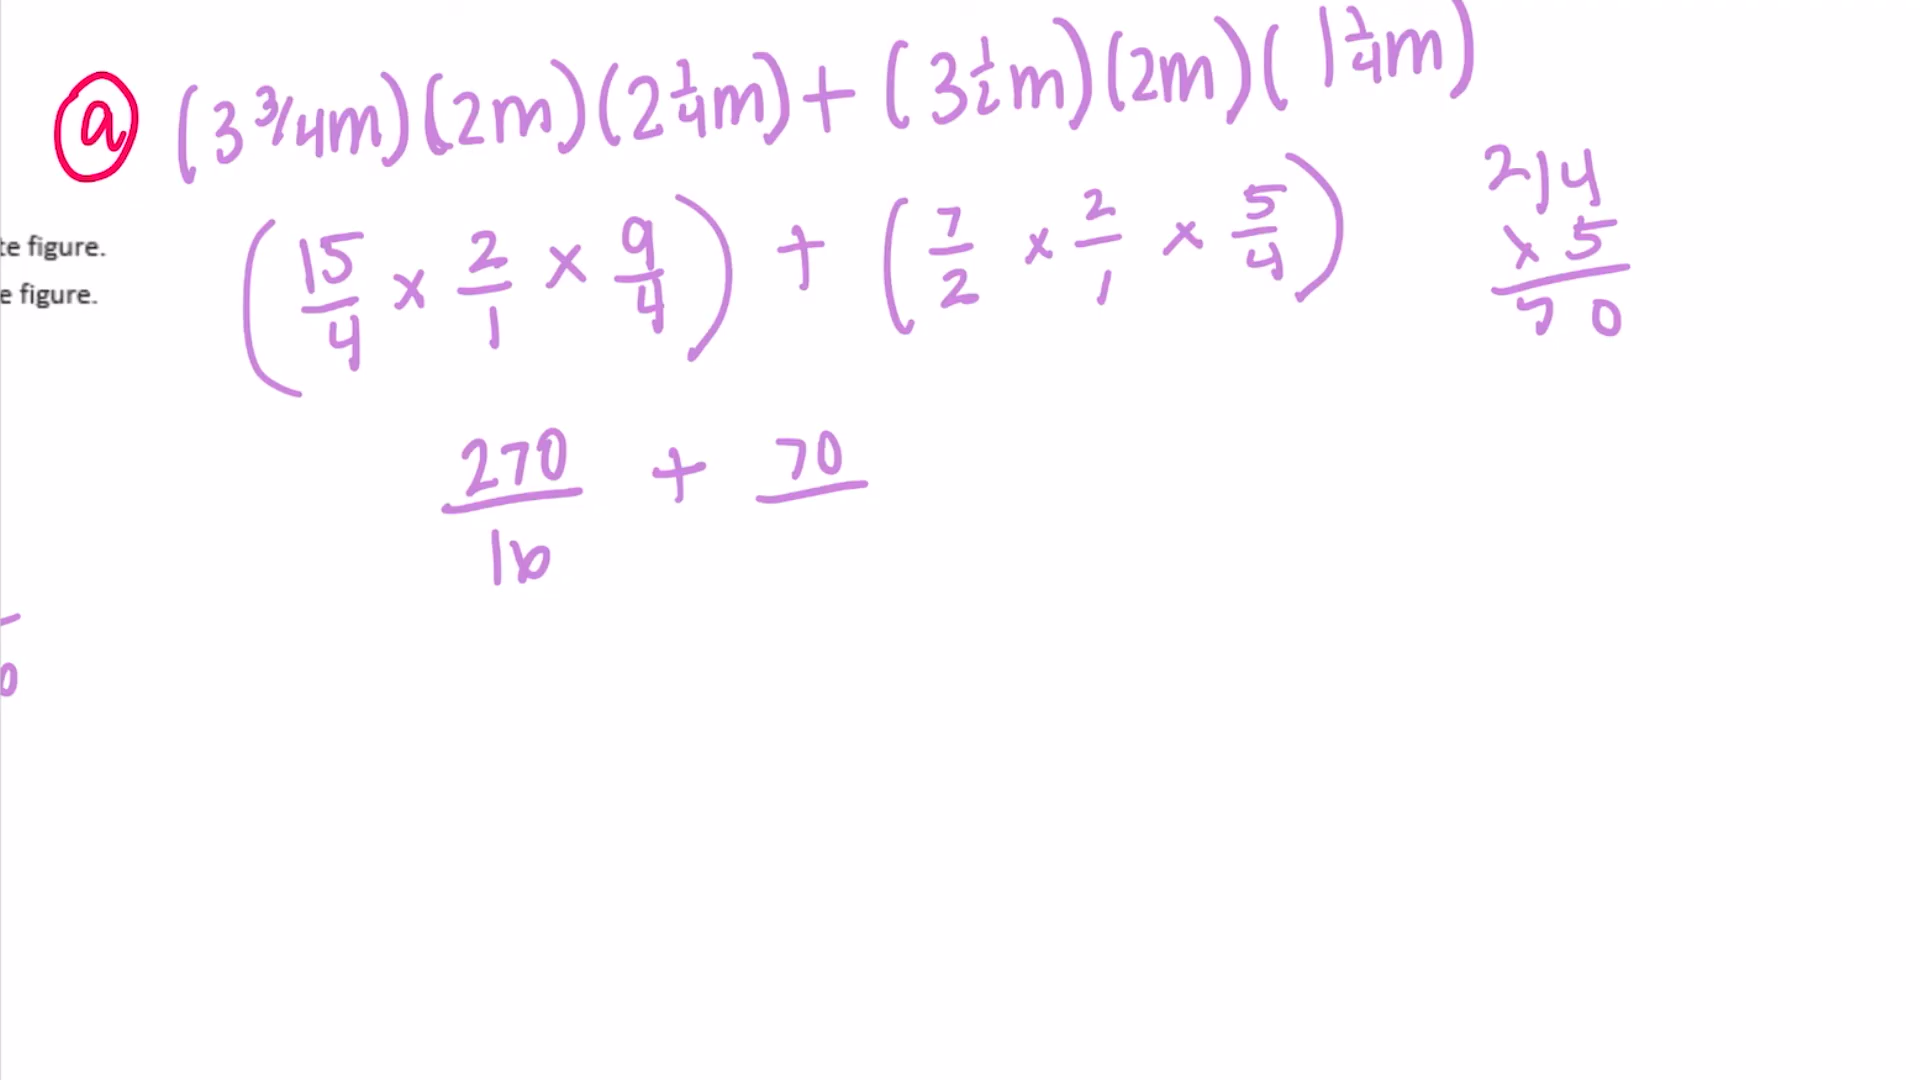 a (3 3/4m)(2m)(2 1/4m) + (3 1/2m)(2m)(1 1/4m)
(15/4 x 2/1 x 9/4) + (7/2 x 2/1 x 5/4)
214
x 5
70
te figure.
e figure.
270/16 + 70/
0